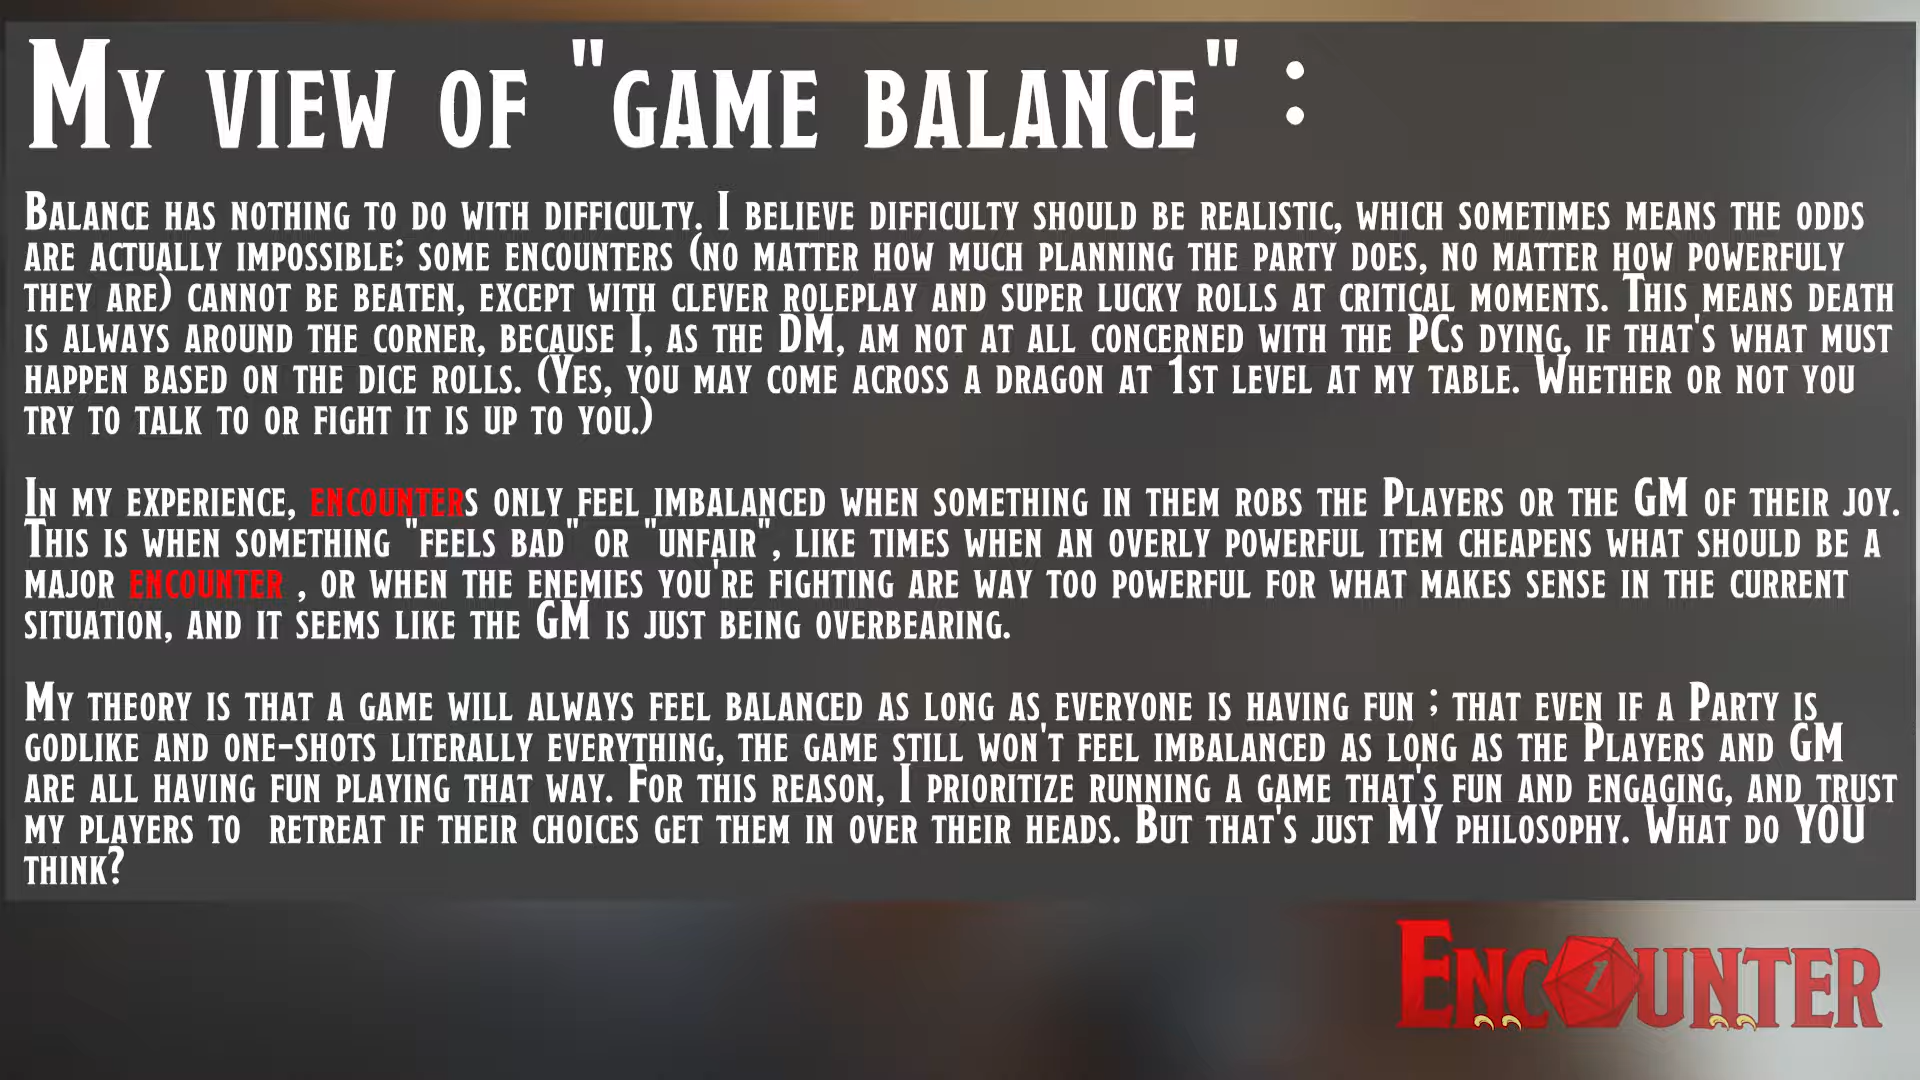 My view of "game balance" :
Balance has nothing to do with difficulty. I believe difficulty should be realistic, which sometimes means the odds
are actually impossible; some encounters (no matter how much planning the party does, no matter how powerfuly
they are) cannot be beaten, except with clever roleplay and super lucky rolls at critical moments. This means death
is always around the corner, because I, as the DM, am not at all concerned with the PCs dying, if that's what must
happen based on the dice rolls. (Yes, you may come across a dragon at 1st level at my table. Whether or not you
try to talk to or fight it is up to you.)
In my experience, encounters only feel imbalanced when something in them robs the Players or the GM of their joy.
This is when something "feels bad" or "unfair", like times when an overly powerful item cheapens what should be a
major encounter , or when the enemies you're fighting are way too powerful for what makes sense in the current
situation, and it seems like the GM is just being overbearing.
My theory is that a game will always feel balanced as long as everyone is having fun ; that even if a Party is
godlike and one-shots literally everything, the game still won't feel imbalanced as long as the Players and GM
are all having fun playing that way. For this reason, I prioritize running a game that's fun and engaging, and trust
my players to  retreat if their choices get them in over their heads. But that's just MY philosophy. What do YOU
think?
Enc1unter